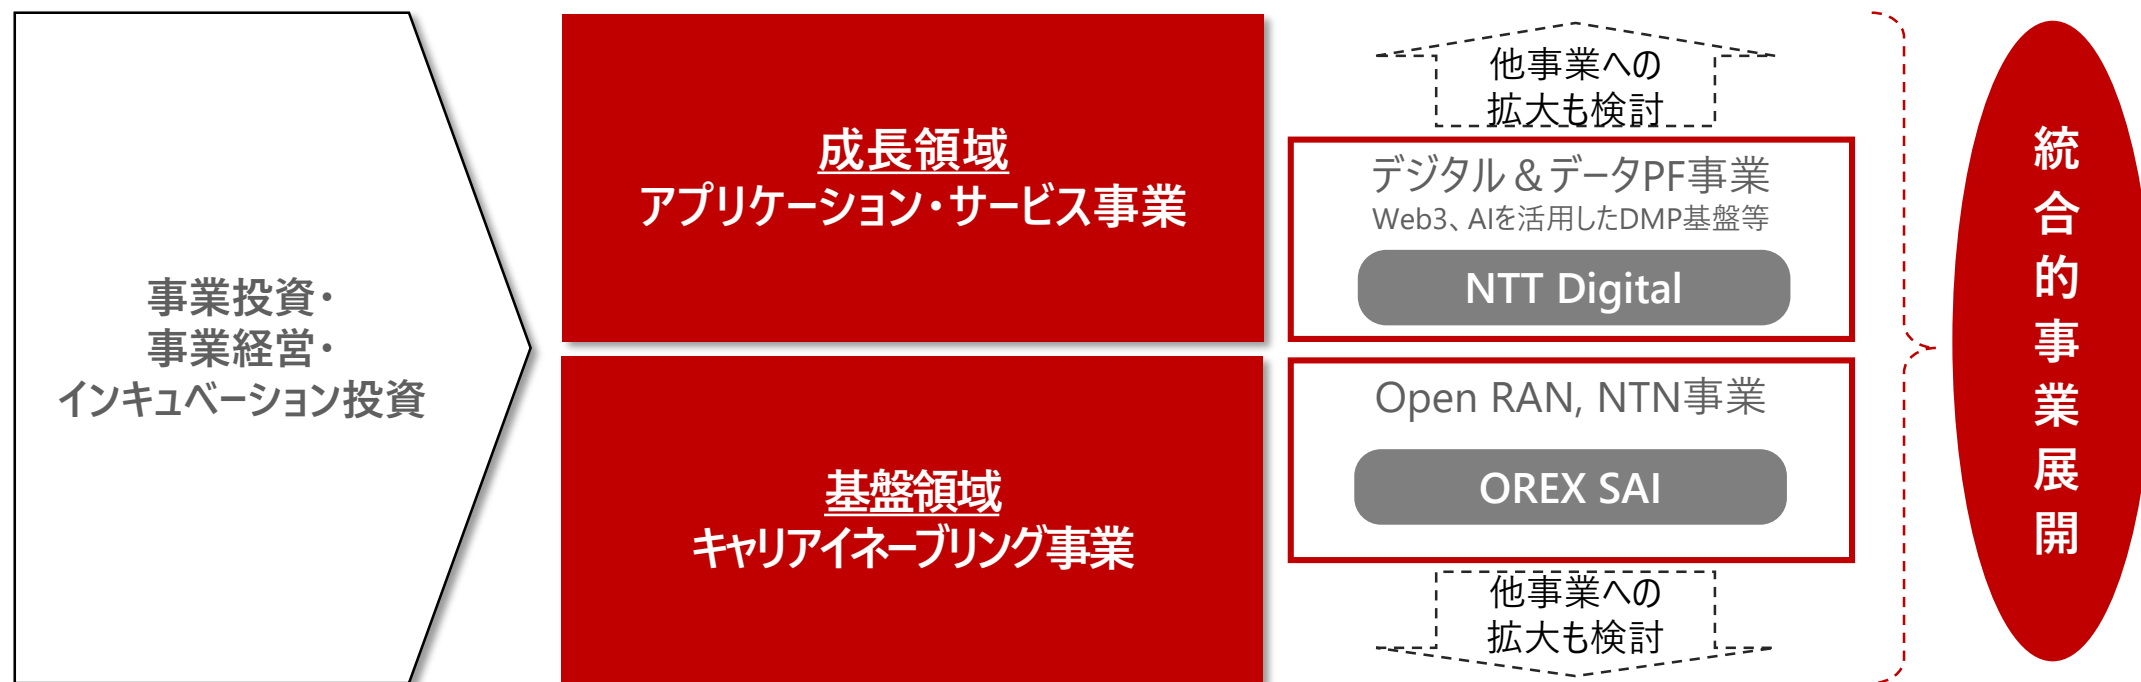 事業投資・
事業経営・
インキュベーション投資
成長領域
アプリケーション・サービス事業
基盤領域
キャリアイネーブリング事業
他事業への
拡大も検討
デジタル＆データPF事業
Web3、AIを活用したDMP基盤等
NTT Digital
Open RAN, NTN事業
OREX SAI
他事業への
拡大も検討
統合的事業展開